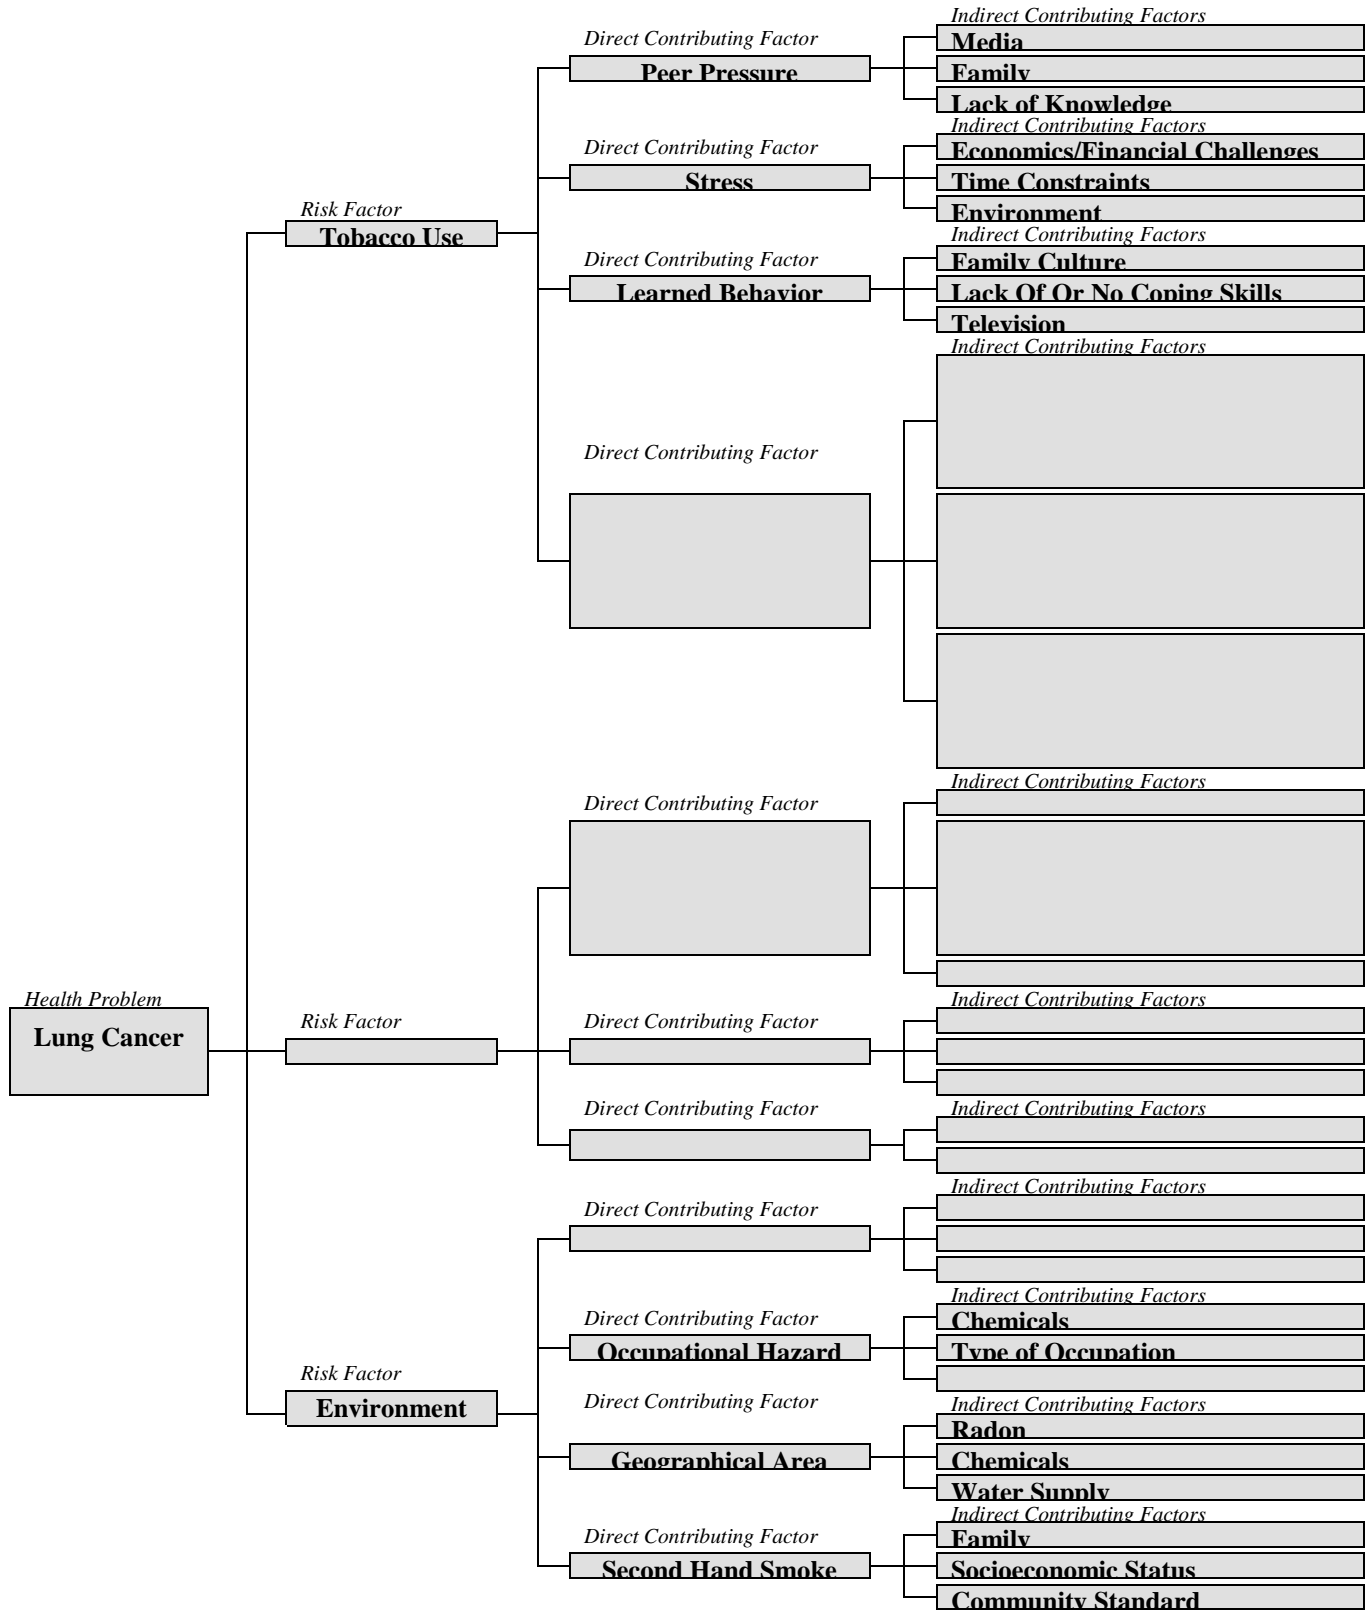 Indirect Contributing Factors
Direct Contributing Factor
Media
Peer Pressure
Family
Lack of Knowledge
Indirect Contributing Factors
Direct Contributing Factor
Economics/Financial Challenges
Stress
Time Constraints
Environment
Risk Factor
Tobacco Use
Indirect Contributing Factors
Direct Contributing Factor
Family Culture
Learned Behavior
Lack Of Or No Coping Skills
Television
Indirect Contributing Factors
Direct Contributing Factor
Indirect Contributing Factors
Direct Contributing Factor
Health Problem
Lung Cancer
Risk Factor
Indirect Contributing Factors
Direct Contributing Factor
Direct Contributing Factor
Indirect Contributing Factors
Indirect Contributing Factors
Direct Contributing Factor
Indirect Contributing Factors
Direct Contributing Factor
Chemicals
Occupational Hazard
Type of Occupation
Risk Factor
Environment
Direct Contributing Factor
Indirect Contributing Factors
Radon
Geographical Area
Chemicals
Water Supply
Indirect Contributing Factors
Direct Contributing Factor
Family
Second Hand Smoke
Socioeconomic Status
Community Standard